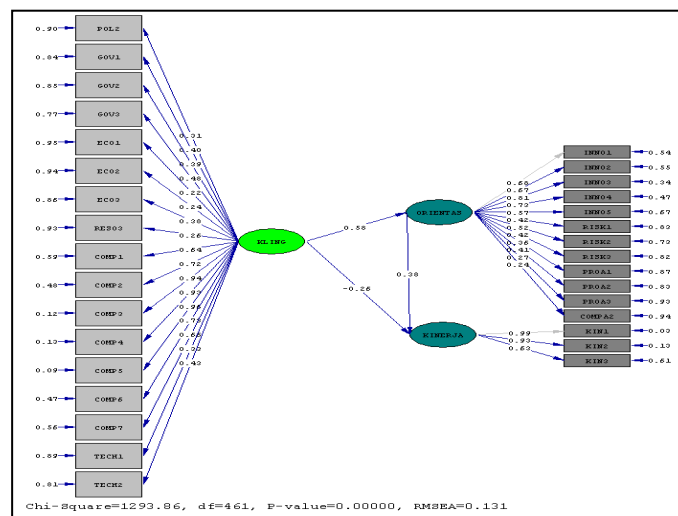 0.90 POL2
0.84 GOV1
0.85 GOV2
0.77 GOV3
0.95 ECO1
0.94 ECO2
0.86 ECO3
0.93 RESO3
0.59 COMP1
0.48 COMP2
0.12 COMP3
0.13 COMP4
0.09 COMP5
0.47 COMP6
0.56 COMP7
0.89 TECH1
0.81 TECH2
0.31
0.40
0.39
0.48
0.22
0.24
0.38
0.26
0.64
0.72
0.94
0.93
0.96
0.73
0.33
0.43
KLING
0.58
-0.26
ORIENTAS
0.38
KINERJA
0.68
0.67
0.81
0.73
0.57
0.42
0.52
0.42
0.36
0.41
0.27
0.24
0.99
0.93
0.63
INNO1 0.54
INNO2 0.55
INNO3 0.34
INNO4 0.47
INNO5 0.67
RISK1 0.83
RISK2 0.73
RISK3 0.82
PROA1 0.87
PROA2 0.83
PROA3 0.93
COMPA2 0.94
KIN1 0.03
KIN2 0.13
KIN3 0.61
Chi-Square=1293.86, df=461, P-value=0.00000, RMSEA=0.131